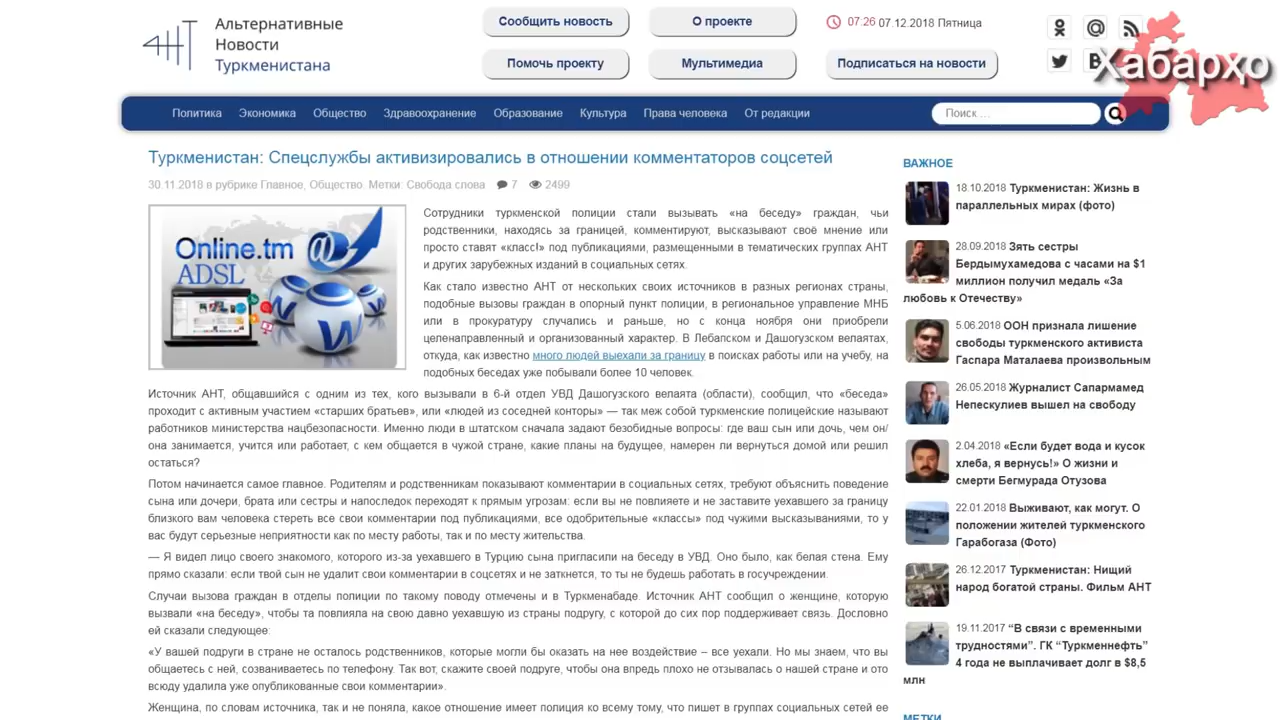 Альтернативные
Новости
Туркменистана
Сообщить новость
О проекте
07.26 07.12.2018 Пятница
Помочь проекту
Мультимедиа
Подписаться на новости
Хабарҳо
Политика Экономика Общество Здравоохранение Образование Культура Права человека От редакции
Поиск …
Туркменистан: Спецслужбы активизировались в отношении комментаторов соцсетей
30.11.2018 в рубрике Главное, Общество. Метки: Свобода слова 7 2499
Online.tm
ADSL
Сотрудники туркменской полиции стали вызывать «на беседу» граждан, чьи
родственники, находясь за границей, комментируют, высказывают своё мнение или
просто ставят «класс!» под публикациями, размещенными в тематических группах АНТ
и других зарубежных изданий в социальных сетях.
Как стало известно АНТ от нескольких своих источников в разных регионах страны,
подобные вызовы граждан в опорный пункт полиции, в региональное управление МНБ
или в прокуратуру случались и раньше, но с конца ноября они приобрели
целенаправленный и организованный характер. В Лебапском и Дашогузском велаятах,
откуда, как известно много людей выехали за границу в поисках работы или на учебу, на
подобных беседах уже побывали более 10 человек.
Источник АНТ, общавшийся с одним из тех, кого вызывали в 6-й отдел УВД Дашогузского велаята (области), сообщил, что «беседа»
проходит с активным участием «старших братьев», или «людей из соседней конторы» — так меж собой туркменские полицейские называют
работников министерства нацбезопасности. Именно люди в штатском сначала задают безобидные вопросы: где ваш сын или дочь, чем он/
она занимается, учится или работает, с кем общается в чужой стране, какие планы на будущее, намерен ли вернуться домой или решил
остаться?
Потом начинается самое главное. Родителям и родственникам показывают комментарии в социальных сетях, требуют объяснить поведение
сына или дочери, брата или сестры и напоследок переходят к прямым угрозам: если вы не повлияете и не заставите уехавшего за границу
близкого вам человека стереть все свои комментарии под публикациями, все одобрительные «классы» под чужими высказываниями, то у
вас будут серьезные неприятности как по месту работы, так и по месту жительства.
— Я видел лицо своего знакомого, которого из-за уехавшего в Турцию сына пригласили на беседу в УВД. Оно было, как белая стена. Ему
прямо сказали: если твой сын не удалит свои комментарии в соцсетях и не заткнется, то ты не будешь работать в госучреждении.
Случаи вызова граждан в отделы полиции по такому поводу отмечены и в Туркменабаде. Источник АНТ сообщил о женщине, которую
вызвали «на беседу», чтобы та повлияла на свою давно уехавшую из страны подругу, с которой до сих пор поддерживает связь. Дословно
ей сказали следующее:
«У вашей подруги в стране не осталось родственников, которые могли бы оказать на нее воздействие – все уехали. Но мы знаем, что вы
общаетесь с ней, созваниваетесь по телефону. Так вот, скажите своей подруге, чтобы она впредь плохо не отзывалась о нашей стране и ото
всюду удалила уже опубликованные свои комментарии».
Женщина, по словам источника, так и не поняла, какое отношение имеет полиция ко всему тому, что пишет в группах социальных сетей ее
ВАЖНОЕ
18.10.2018 Туркменистан: Жизнь в
параллельных мирах (фото)
28.09.2018 Зять сестры
Бердымухамедова с часами на $1
миллион получил медаль «За
любовь к Отечеству»
5.06.2018 ООН признала лишение
свободы туркменского активиста
Гаспара Маталаева произвольным
26.05.2018 Журналист Сапармамед
Непескулиев вышел на свободу
2.04.2018 «Если будет вода и кусок
хлеба, я вернусь!» О жизни и
смерти Бегмурада Отузова
22.01.2018 Выживают, как могут. О
положении жителей туркменского
Гарабогаза (Фото)
26.12.2017 Туркменистан: Нищий
народ богатой страны. Фильм АНТ
19.11.2017 “В связи с временными
трудностями”. ГК “Туркменнефть”
4 года не выплачивает долг в $8,5
млн
МЕТКИ